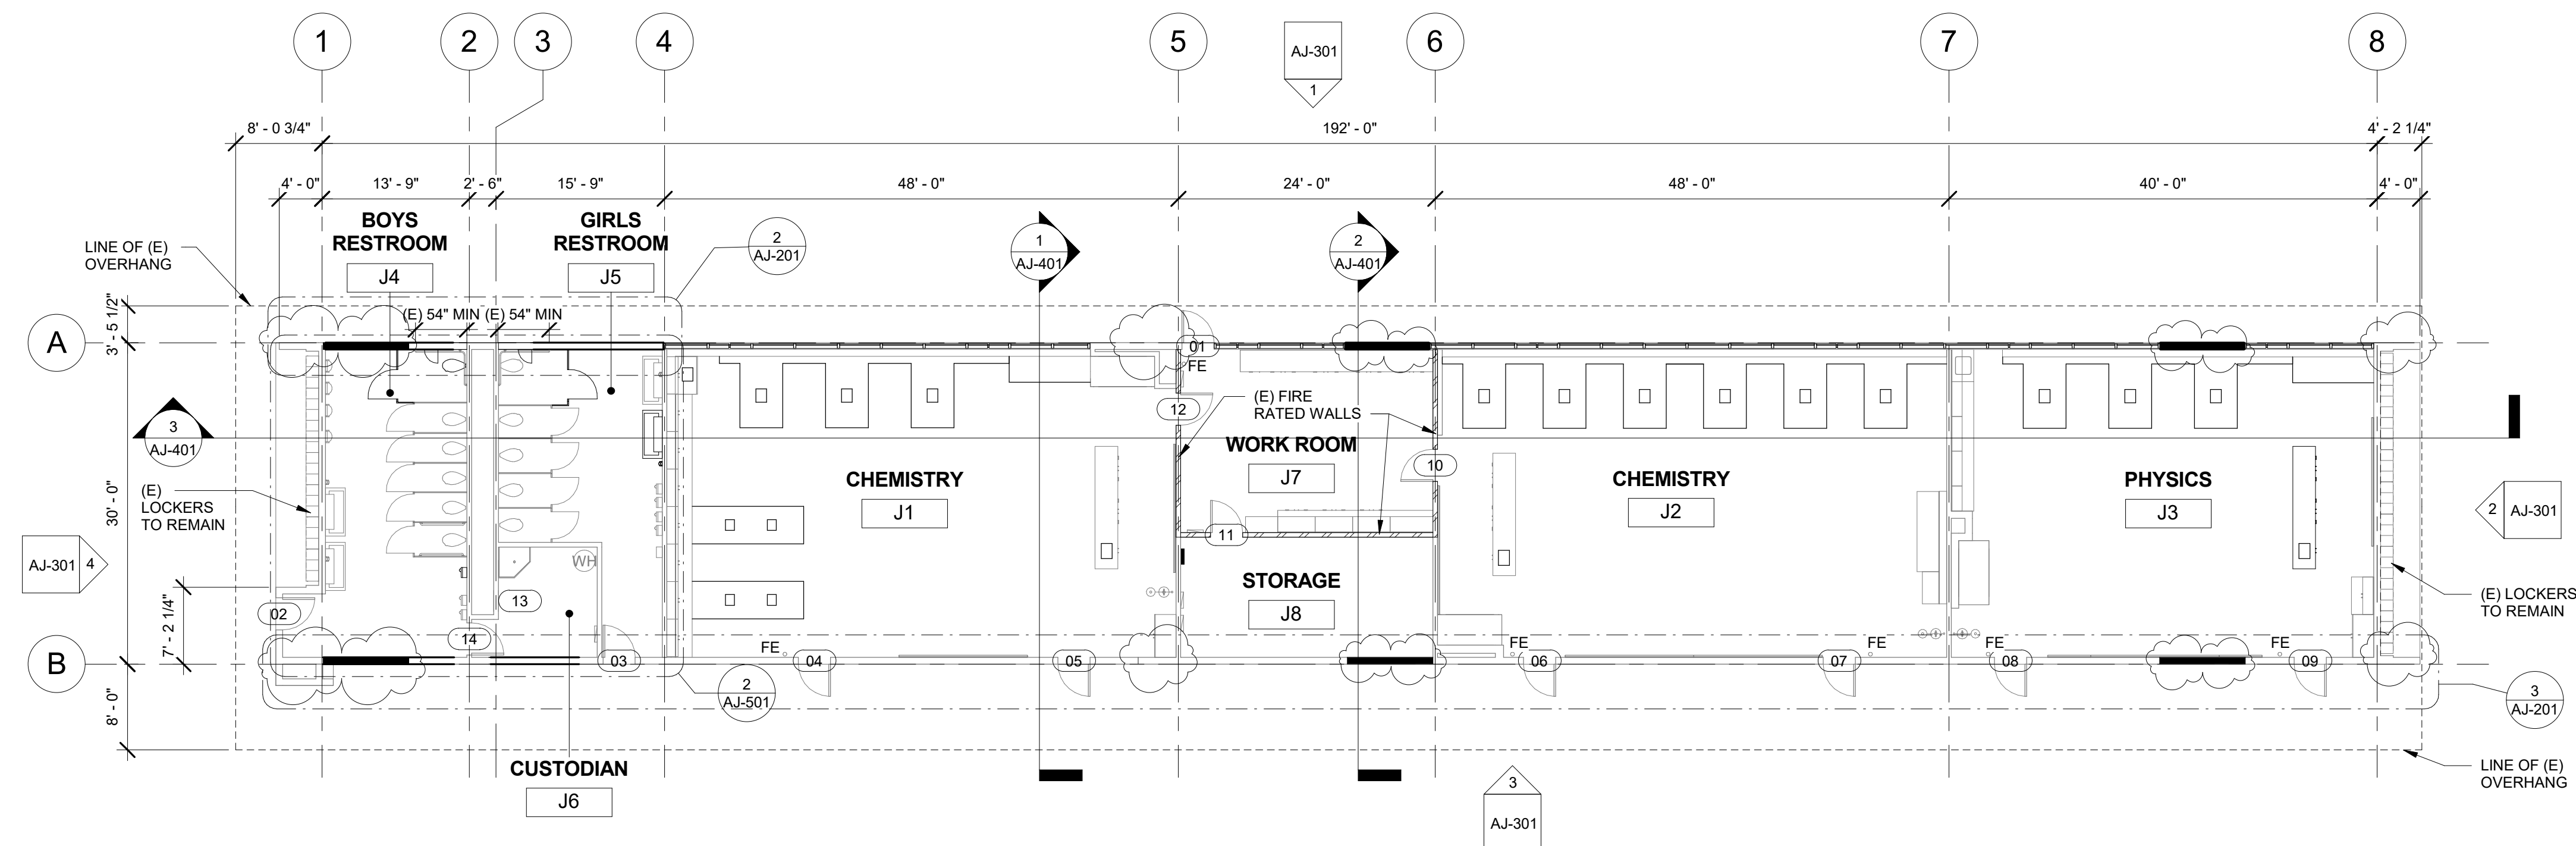 1
2
3
4
5
6
7
8
AJ-301
1
8' - 0 3/4"
192' - 0"
4' - 2 1/4"
4' - 0"
13' - 9"
2' - 6"
15' - 9"
48' - 0"
24' - 0"
48' - 0"
40' - 0"
4' - 0"
BOYS
RESTROOM
J4
GIRLS
RESTROOM
J5
2
AJ-201
1
AJ-401
2
AJ-401
LINE OF (E)
OVERHANG
3' - 5 1/2"
(E) 54" MIN
(E) 54" MIN
A
01
FE
12
(E) FIRE
RATED WALLS
3
AJ-401
WORK ROOM
J7
10
CHEMISTRY
J1
CHEMISTRY
J2
PHYSICS
J3
(E)
LOCKERS
TO REMAIN
30' - 0"
2
AJ-301
11
AJ-301
4
WH
STORAGE
J8
13
02
7' - 2 1/4"
(E) LOCKERS
TO REMAIN
14
B
03
FE
04
05
FE
06
07
FE
FE
08
FE
09
2
AJ-501
3
AJ-201
8' - 0"
CUSTODIAN
J6
LINE OF (E)
OVERHANG
3
AJ-301